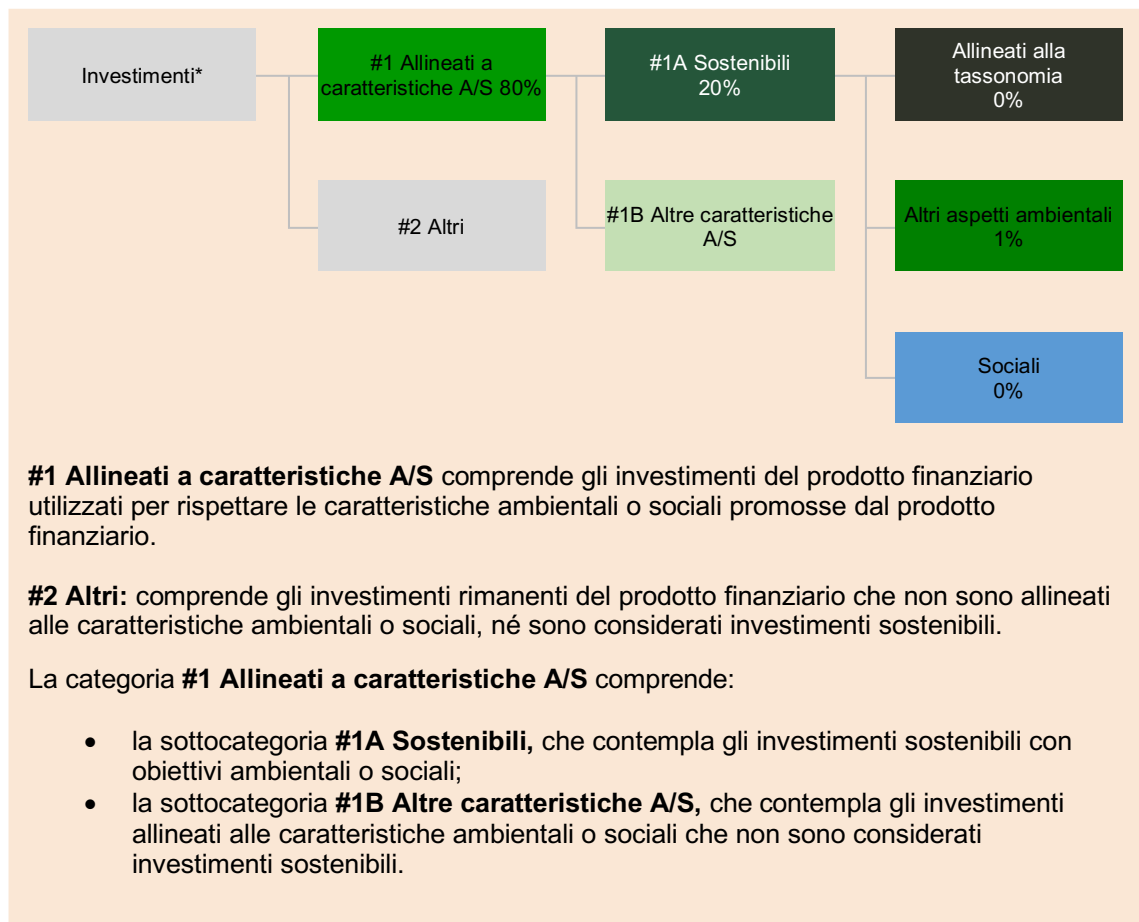 Investimenti*
#1 Allineati a
caratteristiche A/S 80%
#1A Sostenibili
20%
Allineati alla
tassonomia
0%
#2 Altri
#1B Altre caratteristiche
A/S
Altri aspetti ambientali
1%
Sociali
0%
#1 Allineati a caratteristiche A/S comprende gli investimenti del prodotto finanziario
utilizzati per rispettare le caratteristiche ambientali o sociali promosse dal prodotto
finanziario.
#2 Altri: comprende gli investimenti rimanenti del prodotto finanziario che non sono allineati
alle caratteristiche ambientali o sociali, né sono considerati investimenti sostenibili.
La categoria #1 Allineati a caratteristiche A/S comprende:
• la sottocategoria #1A Sostenibili, che contempla gli investimenti sostenibili con
obiettivi ambientali o sociali;
• la sottocategoria #1B Altre caratteristiche A/S, che contempla gli investimenti
allineati alle caratteristiche ambientali o sociali che non sono considerati
investimenti sostenibili.